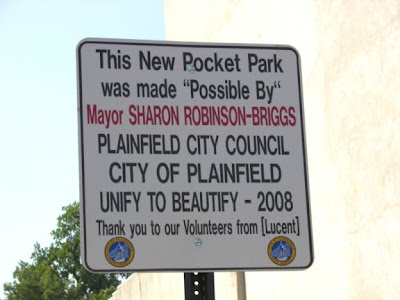 This New Pocket Park
was made "Possible By"
Mayor SHARON ROBINSON-BRIGGS
PLAINFIELD CITY COUNCIL
CITY OF PLAINFIELD
UNIFY TO BEAUTIFY - 2008
Thank you to our Volunteers from [Lucent]